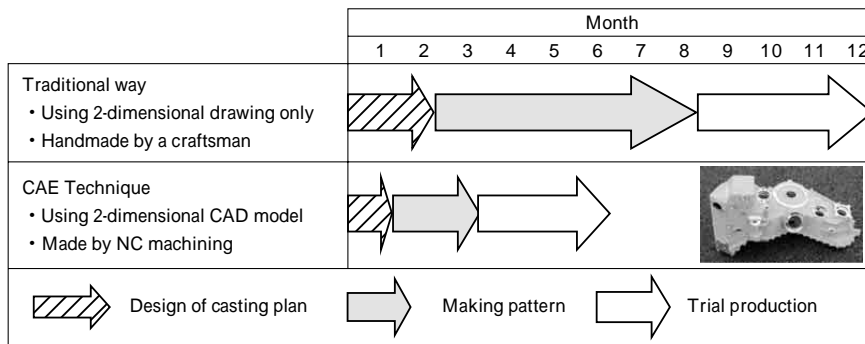 Month
1 2 3 4 5 6 7 8 9 10 11 12
Traditional way
・Using 2-dimensional drawing only
・Handmade by a craftsman
CAE Technique
・Using 2-dimensional CAD model
・Made by NC machining
Design of casting plan
Making pattern
Trial production